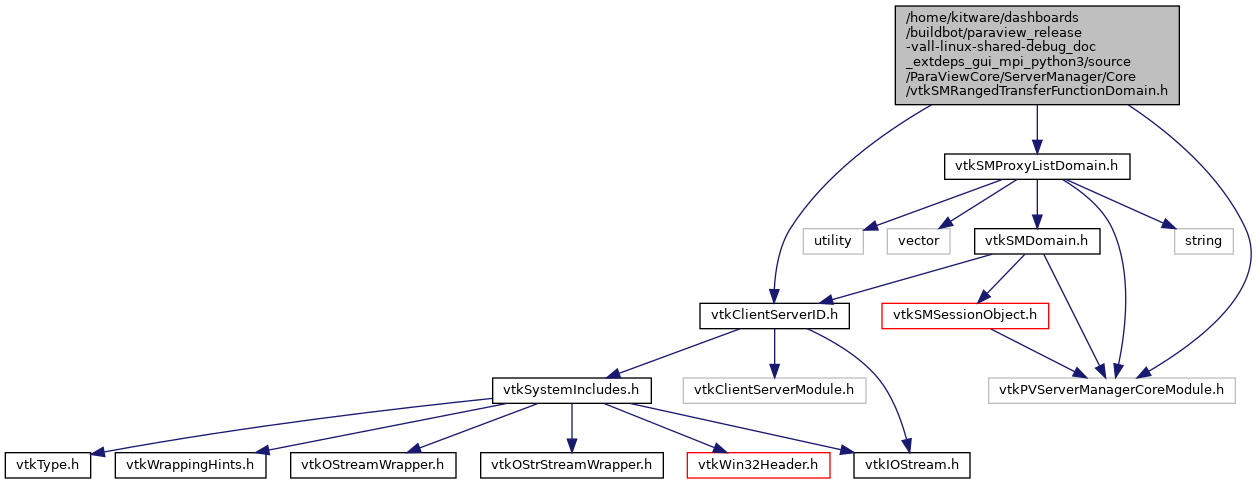 /home/kitware/dashboards
/buildbot/paraview_release
-vall-linux-shared-debug_doc
_extdeps_gui_mpi_python3/source
/ParaViewCore/ServerManager/Core
/vtkSMRangedTransferFunctionDomain.h
vtkSMProxyListDomain.h
utility
vector
vtkSMDomain.h
string
vtkClientServerID.h
vtkSMSessionObject.h
vtkSystemIncludes.h
vtkClientServerModule.h
vtkPVServerManagerCoreModule.h
vtkType.h
vtkWrappingHints.h
vtkOStreamWrapper.h
vtkOStrStreamWrapper.h
vtkWin32Header.h
vtkIOStream.h